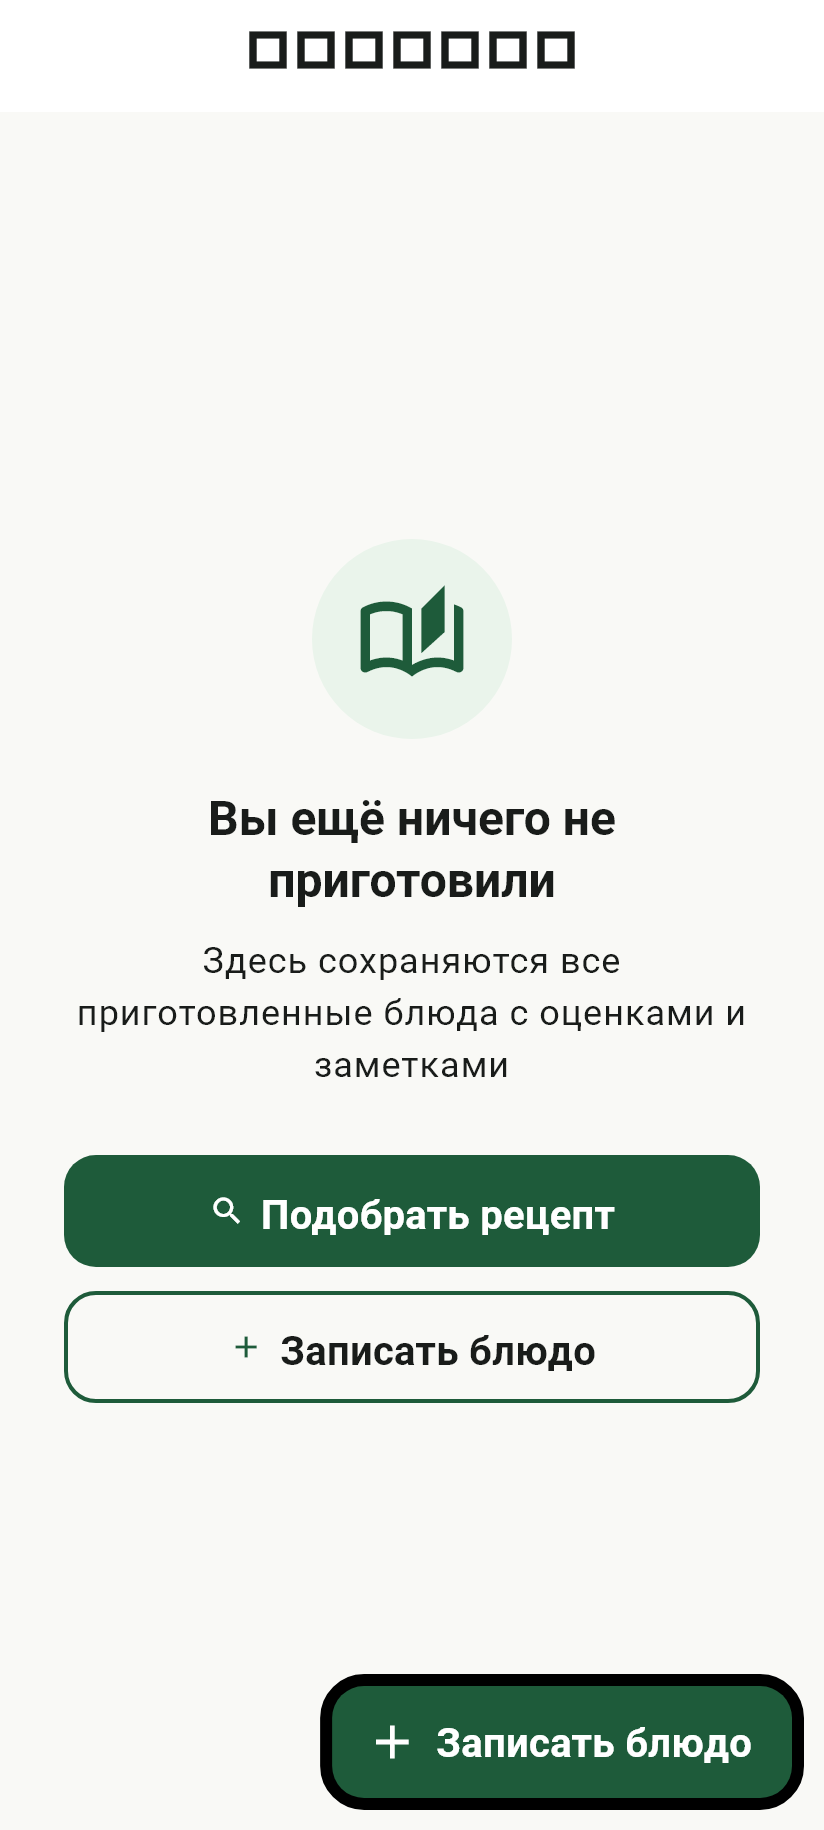 Вы ещё ничего не
приготовили
Здесь сохраняются все
приготовленные блюда с оценками и
заметками
Подобрать рецепт
Записать блюдо
Записать блюдо